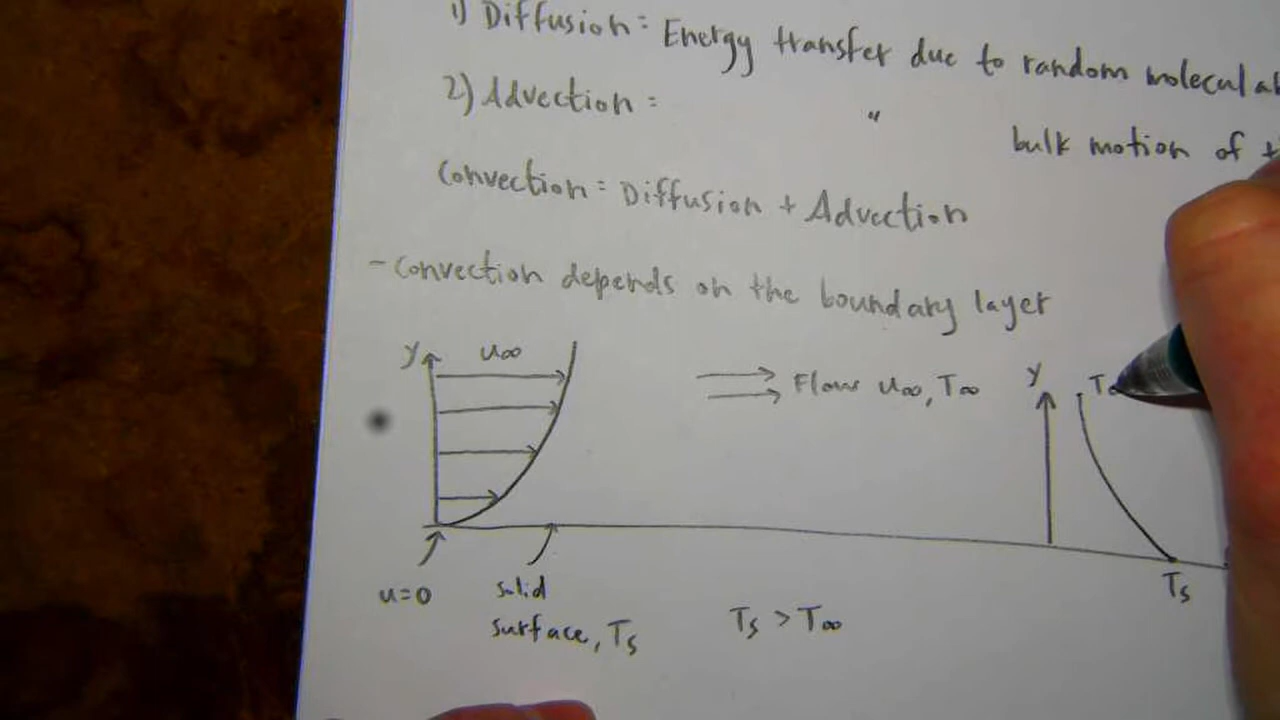 1) Diffusion: Energy transfer due to random molecular
2) Advection: " bulk motion of
Convection: Diffusion + Advection
- Convection depends on the boundary layer
y u∞
Flow u∞, T∞
y T∞
u=0
solid
surface, Ts
Ts > T∞
Ts